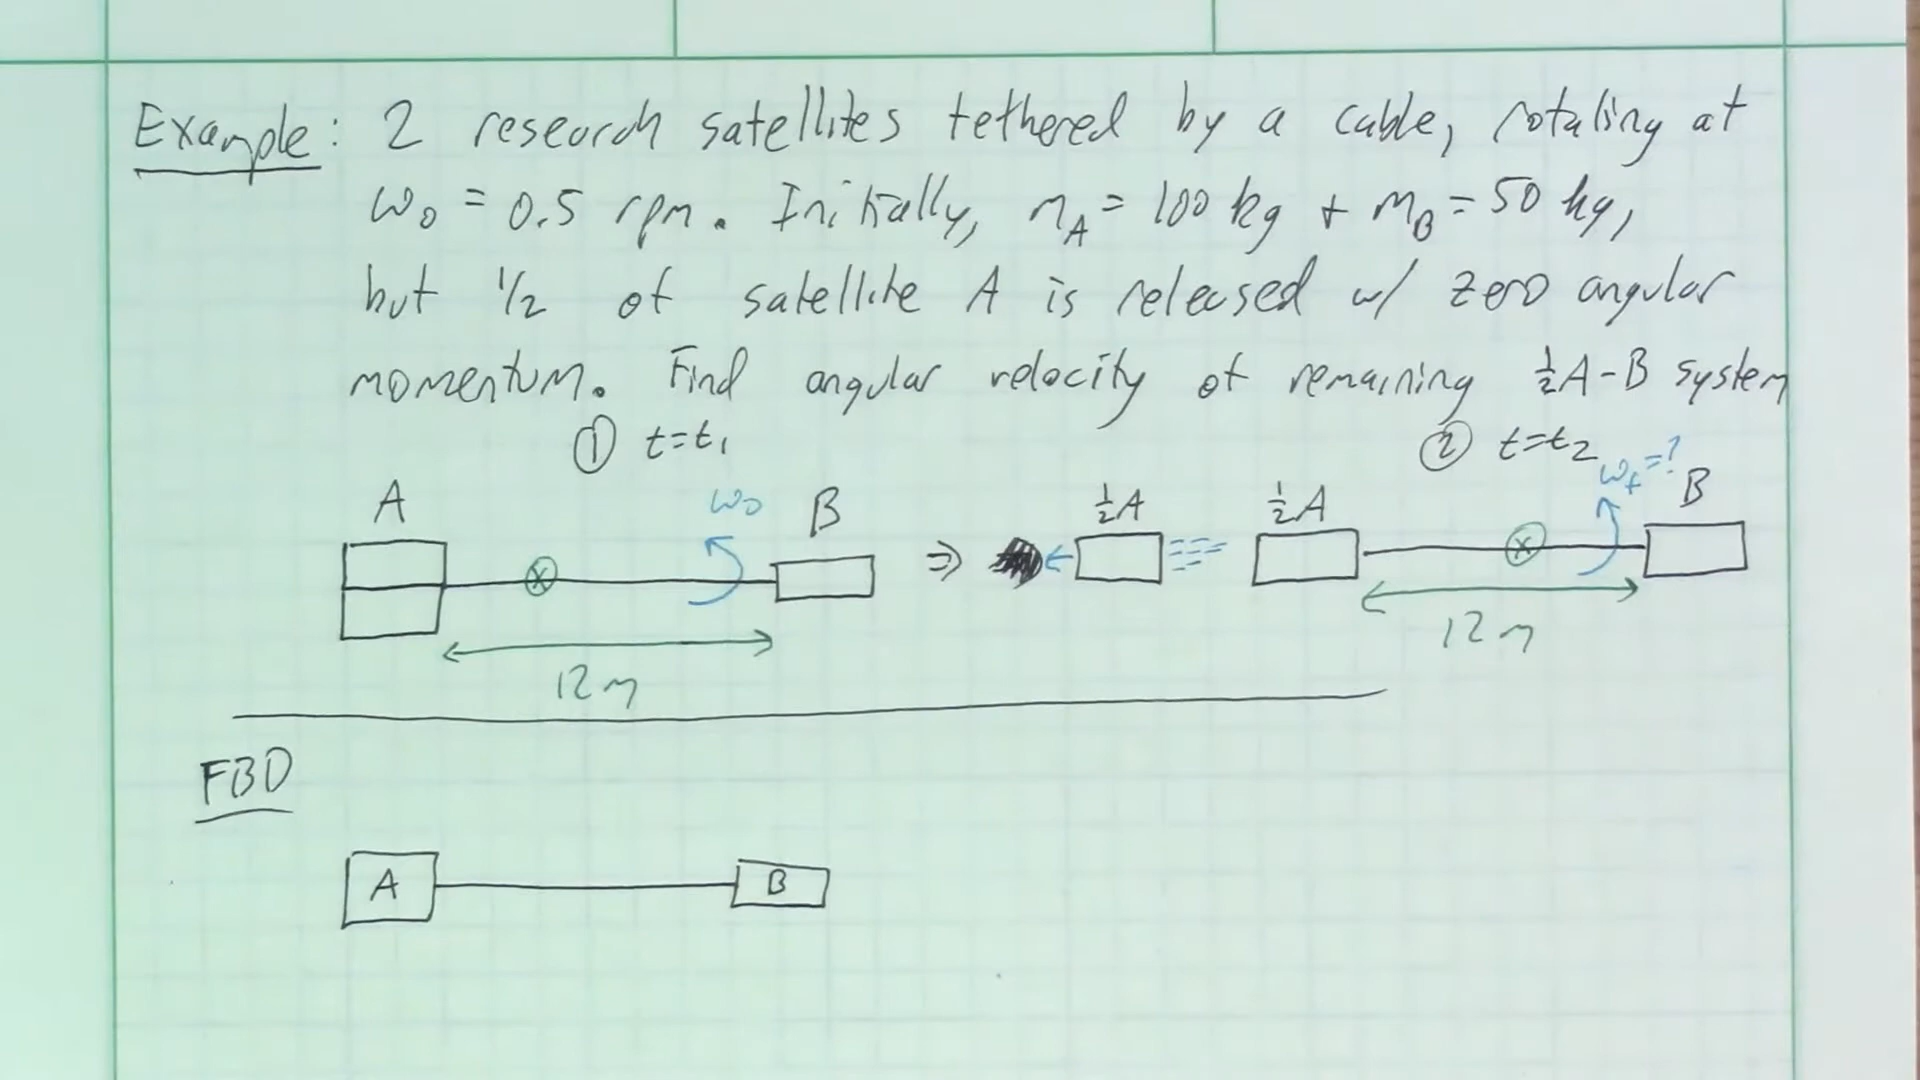 Example: 2 research satellites tethered by a cable, rotating at
ω₀ = 0.5 rpm. Initially, mA = 100 kg + mB = 50 kg,
but 1/2 of satellite A is released w/ zero angular
momentum. Find angular velocity of remaining ½A-B system
① t=t₁
② t=t₂
A
ω₀
B
½A
½A
ωf=?
B
⇒
12 m
12 m
FBD
A
B